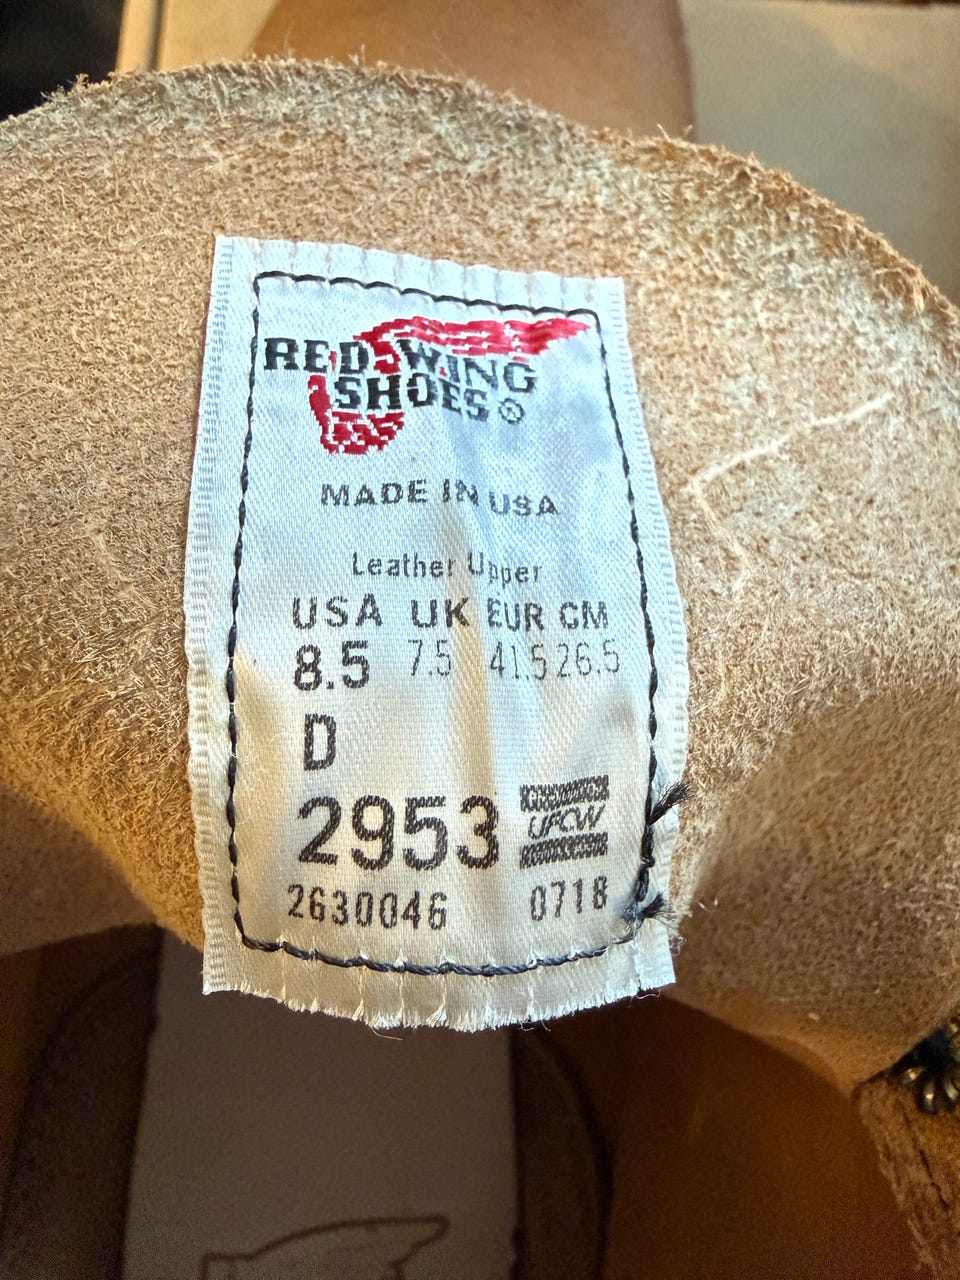 RED WING
SHOES®
MADE IN USA
Leather Upper
USA UK EUR CM
8.5 7.5 41.5 26.5
D
2953 UFCW
2630046 0718